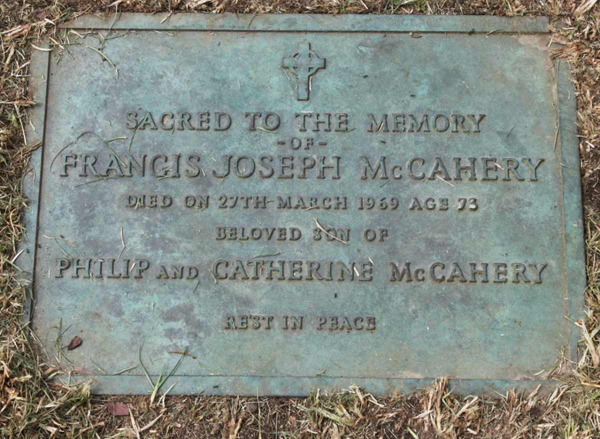 SACRED TO THE MEMORY
-OF-
FRANCIS JOSEPH McCAHERY
DIED ON 27TH MARCH 1969 AGE 73
BELOVED SON OF
PHILIP AND CATHERINE McCAHERY
REST IN PEACE